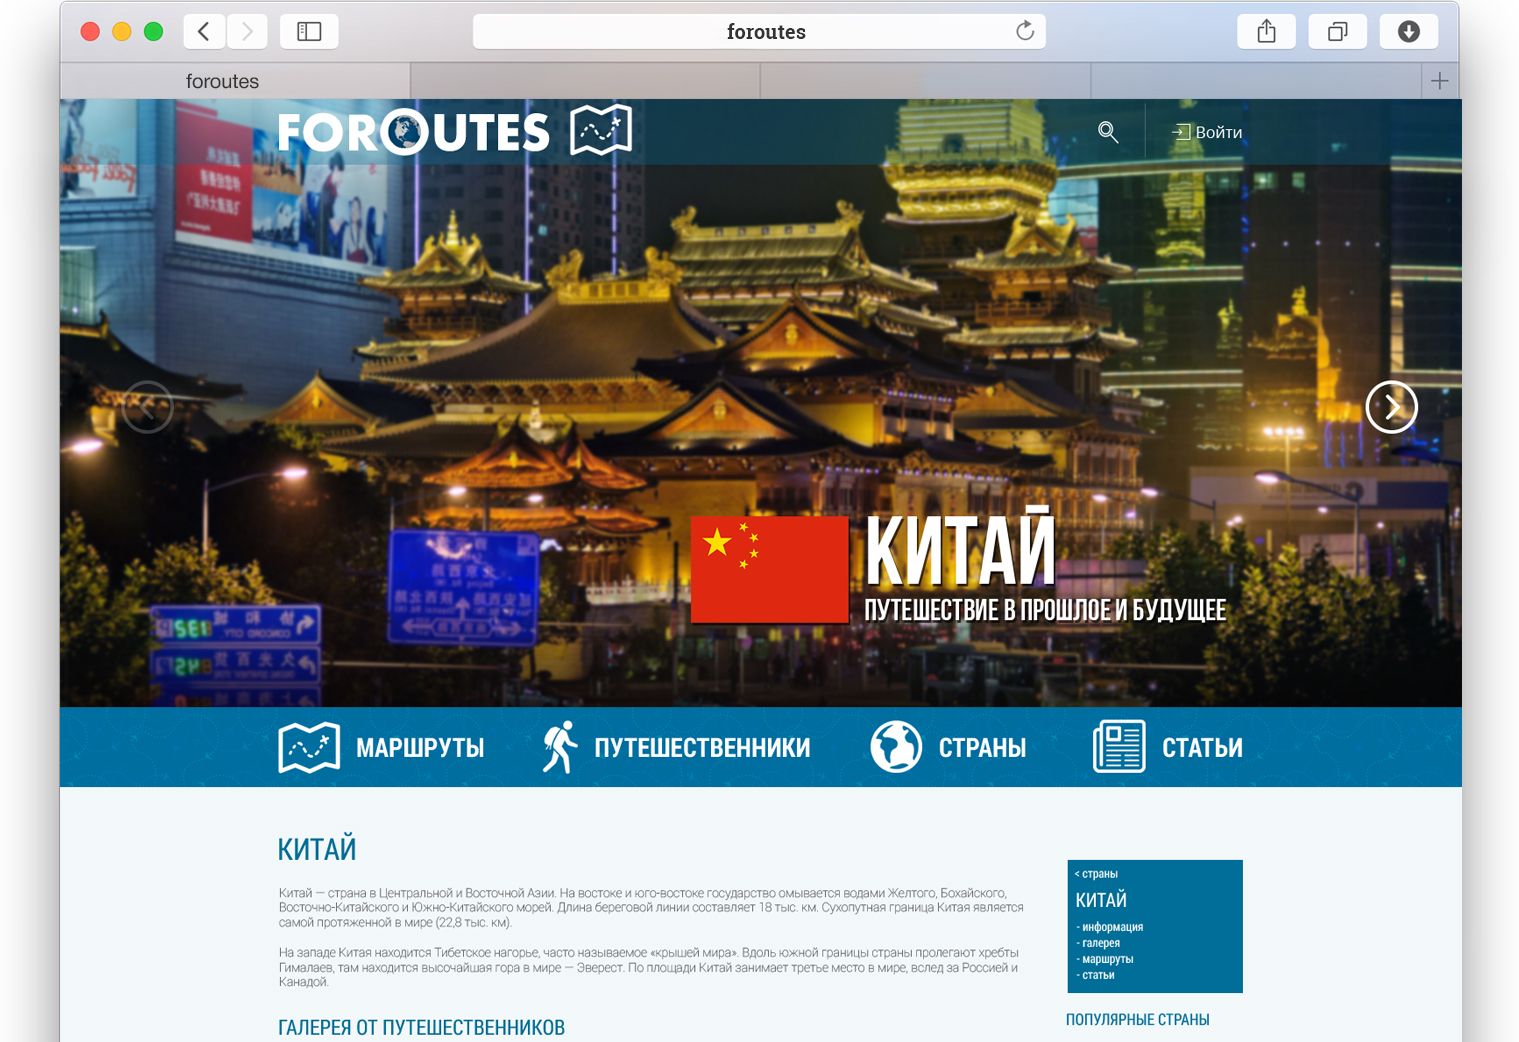 foroutes
foroutes
FOROUTES
Войти
КИТАЙ
ПУТЕШЕСТВИЕ В ПРОШЛОЕ И БУДУЩЕЕ
МАРШРУТЫ
ПУТЕШЕСТВЕННИКИ
СТРАНЫ
СТАТЬИ
КИТАЙ
Китай — страна в Центральной и Восточной Азии. На востоке и юго-востоке государство омывается водами Желтого, Бохайского,
Восточно-Китайского и Южно-Китайского морей. Длина береговой линии составляет 18 тыс. км. Сухопутная граница Китая является
самой протяженной в мире (22,8 тыс. км).
На западе Китая находится Тибетское нагорье, часто называемое «крышей мира». Вдоль южной границы страны пролегают хребты
Гималаев, там находится высочайшая гора в мире — Эверест. По площади Китай занимает третье место в мире, вслед за Россией и
Канадой.
ГАЛЕРЕЯ ОТ ПУТЕШЕСТВЕННИКОВ
< страны
КИТАЙ
- информация
- галерея
- маршруты
- статьи
ПОПУЛЯРНЫЕ СТРАНЫ